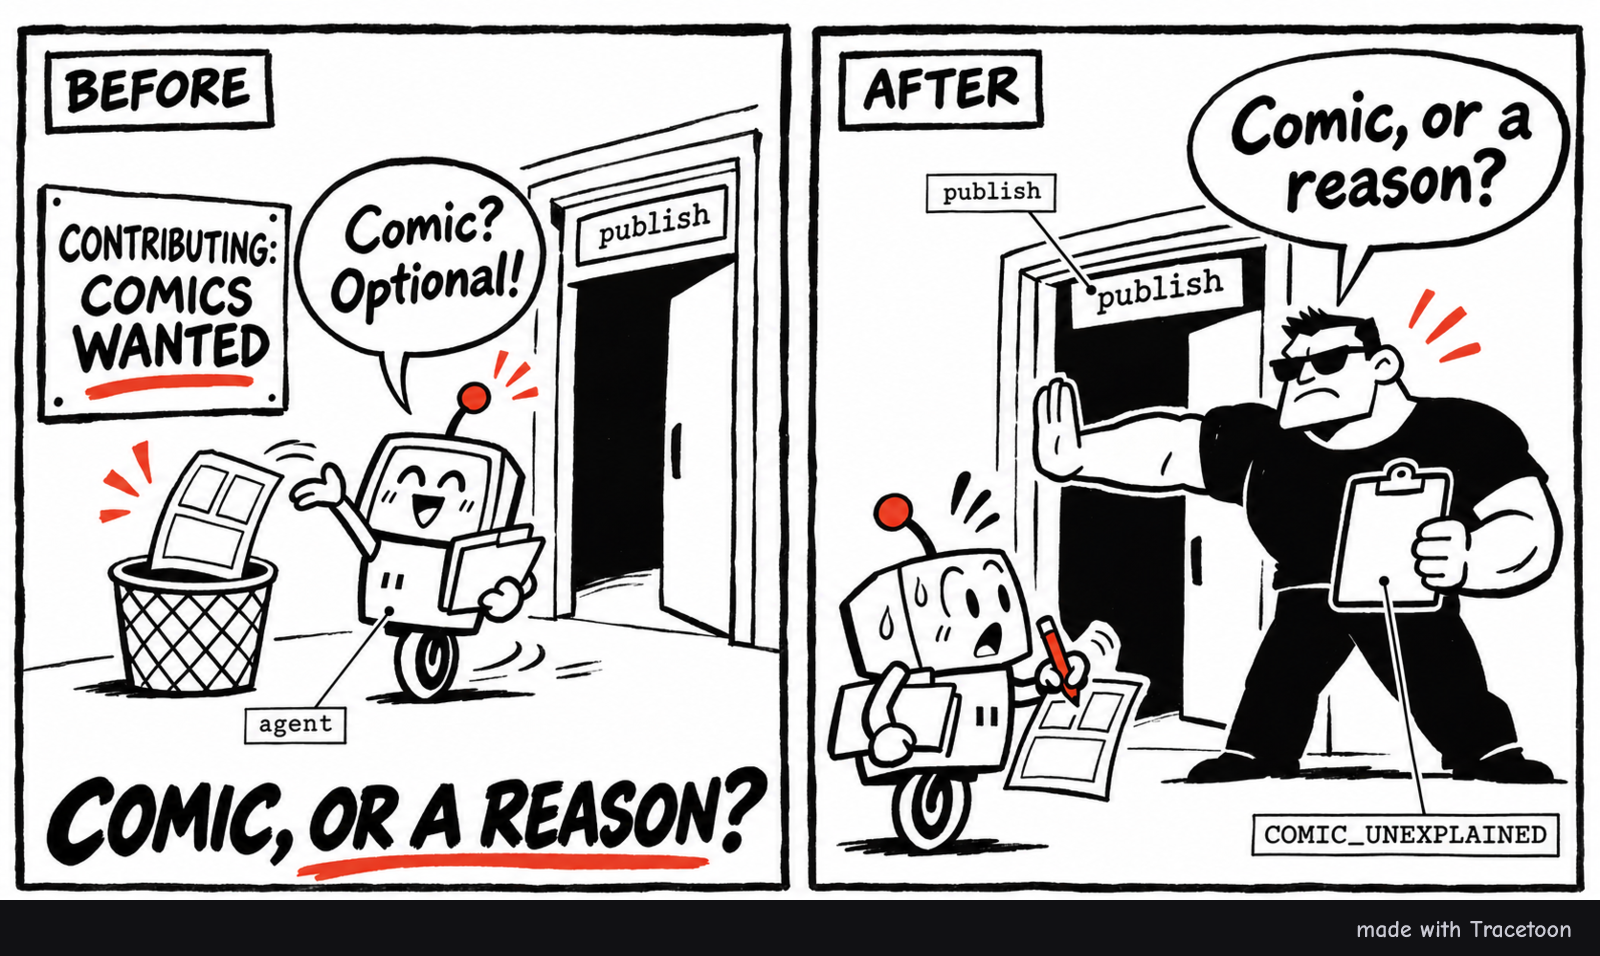 BEFORE
CONTRIBUTING:
COMICS
WANTED
Comic?
Optional!
publish
agent
COMIC, OR A REASON?
AFTER
Comic, or a
reason?
publish
publish
COMIC_UNEXPLAINED
made with Tracetoon